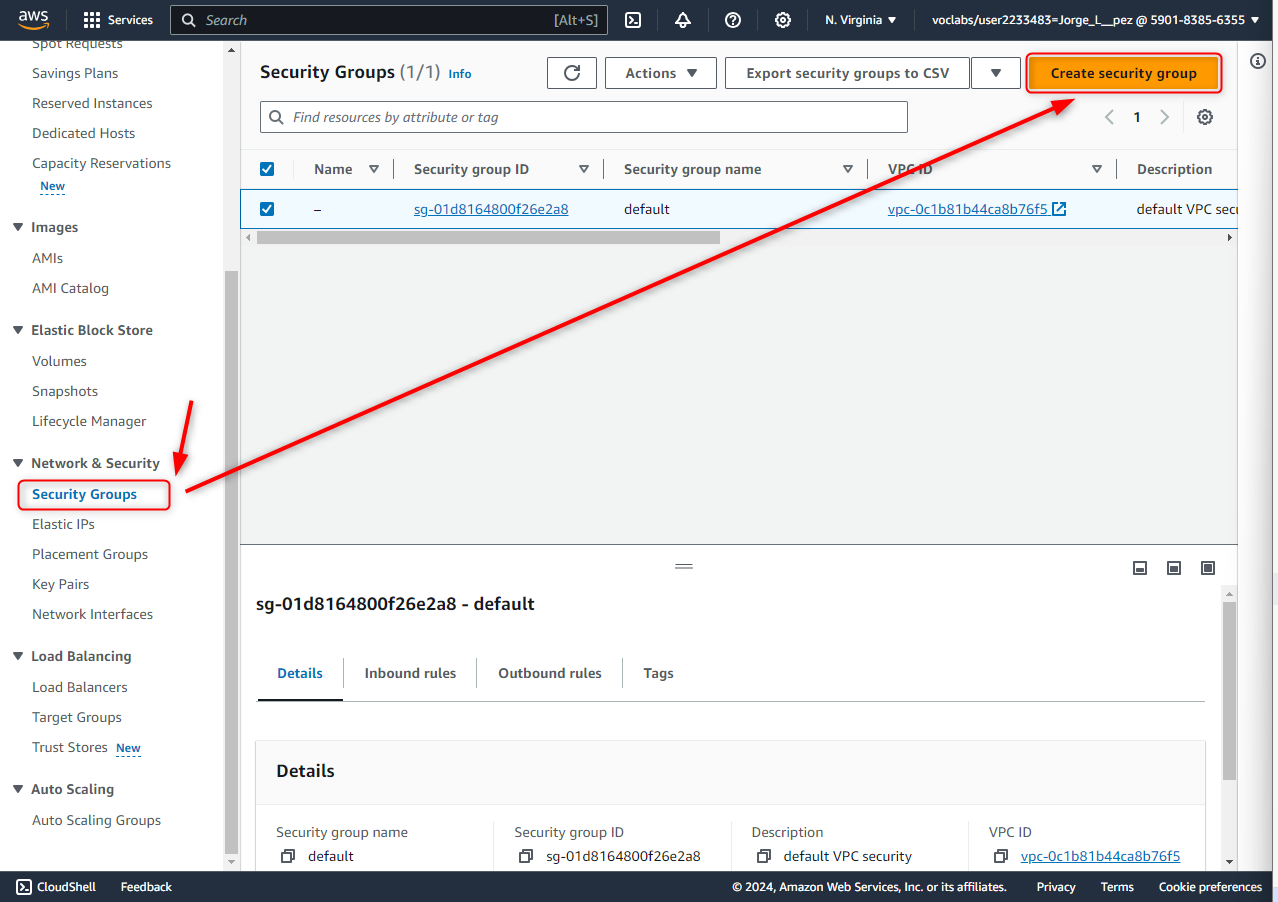 aws
Services
Search [Alt+S]
N. Virginia
voclabs/user2233483=Jorge_L__pez @ 5901-8385-6355
Spot Requests
Savings Plans
Reserved Instances
Dedicated Hosts
Capacity Reservations
New
Images
AMIs
AMI Catalog
Elastic Block Store
Volumes
Snapshots
Lifecycle Manager
Network & Security
Security Groups
Elastic IPs
Placement Groups
Key Pairs
Network Interfaces
Load Balancing
Load Balancers
Target Groups
Trust Stores New
Auto Scaling
Auto Scaling Groups
Security Groups (1/1) Info
Actions
Export security groups to CSV
Create security group
Find resources by attribute or tag
1
Name Security group ID Security group name VPC ID Description
– sg-01d8164800f26e2a8 default vpc-0c1b81b44ca8b76f5 default VPC secu
sg-01d8164800f26e2a8 - default
Details Inbound rules Outbound rules Tags
Details
Security group name Security group ID Description VPC ID
default sg-01d8164800f26e2a8 default VPC security vpc-0c1b81b44ca8b76f5
CloudShell Feedback © 2024, Amazon Web Services, Inc. or its affiliates. Privacy Terms Cookie preferences